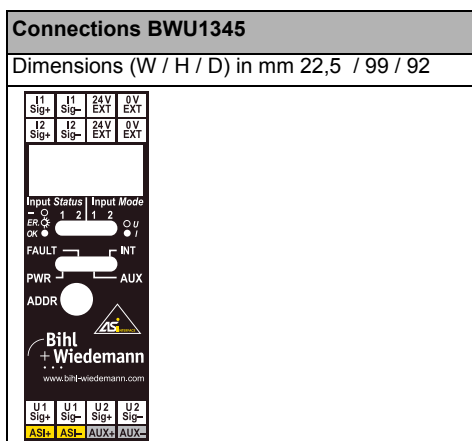 Connections BWU1345
Dimensions (W / H / D) in mm 22,5 / 99 / 92
I1 Sig+ I1 Sig– 24V EXT 0V EXT
I2 Sig+ I2 Sig– 24V EXT 0V EXT
Input Status Input Mode
– 1 2 1 2
ER. U
OK I
FAULT INT
PWR AUX
ADDR
ASi
INTERFACE
Bihl
+ Wiedemann
www.bihl-wiedemann.com
U1 Sig+ U1 Sig– U2 Sig+ U2 Sig–
ASI+ ASI– AUX+ AUX–